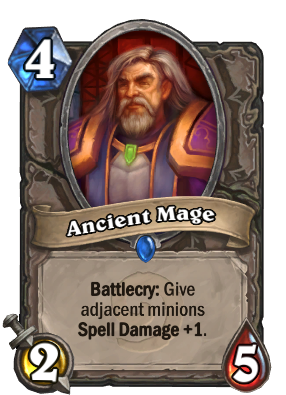 4
Ancient Mage
Battlecry: Give
adjacent minions
Spell Damage +1.
2
5